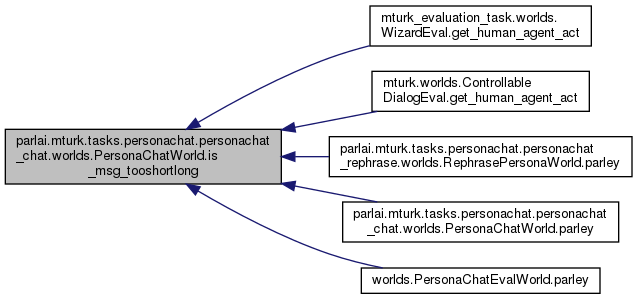 mturk_evaluation_task.worlds.
WizardEval.get_human_agent_act
mturk.worlds.Controllable
DialogEval.get_human_agent_act
parlai.mturk.tasks.personachat.personachat
_chat.worlds.PersonaChatWorld.is
_msg_tooshortlong
parlai.mturk.tasks.personachat.personachat
_rephrase.worlds.RephrasePersonaWorld.parley
parlai.mturk.tasks.personachat.personachat
_chat.worlds.PersonaChatWorld.parley
worlds.PersonaChatEvalWorld.parley